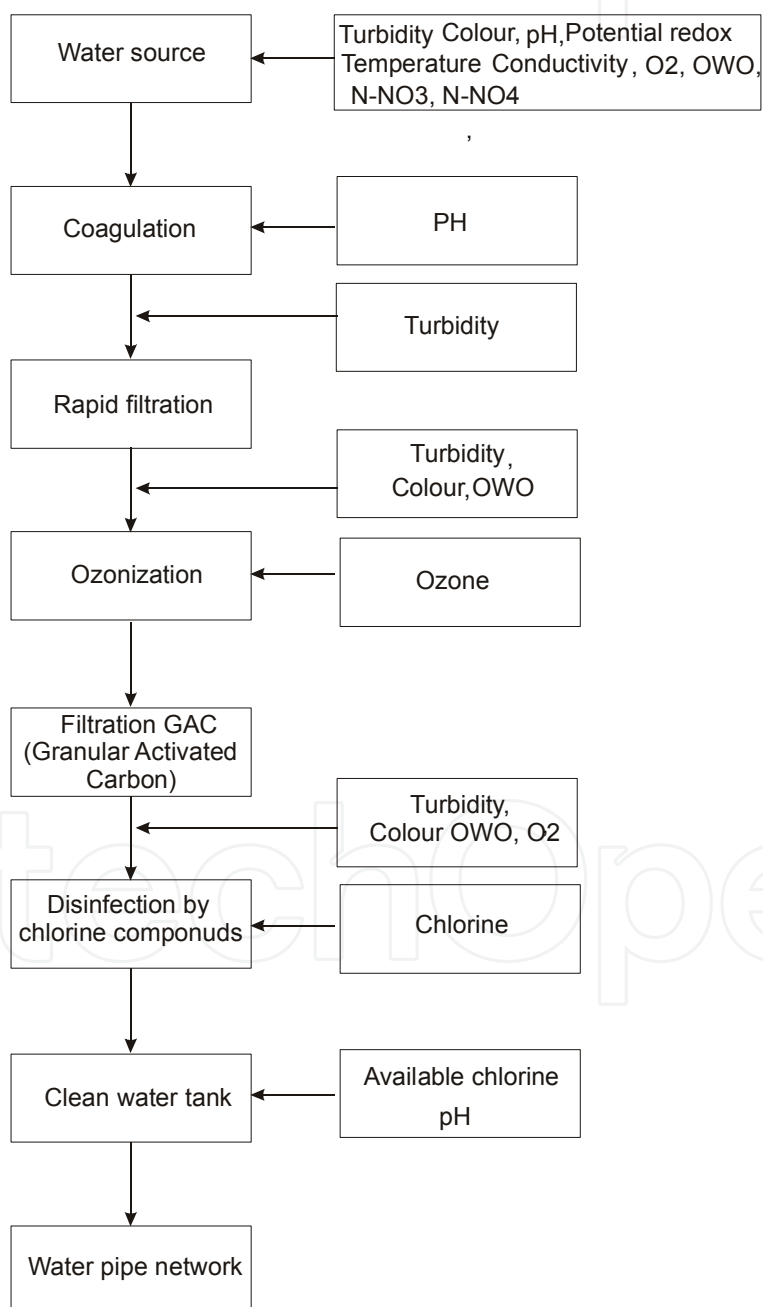 Water source
Turbidity Colour, pH,Potential redox
Temperature Conductivity, O2, OWO,
N-NO3, N-NO4
,
Coagulation
PH
Turbidity
Rapid filtration
Turbidity,
Colour,OWO
Ozonization
Ozone
Filtration GAC
(Granular Activated
Carbon)
Turbidity,
Colour OWO, O2
Disinfection by
chlorine componuds
Chlorine
Clean water tank
Available chlorine
pH
Water pipe network
techOpe